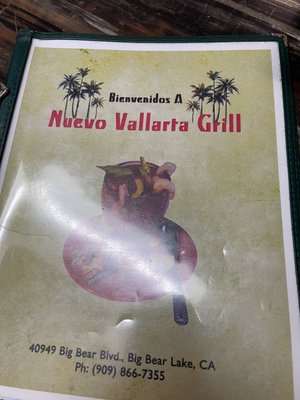 Bienvenidos A
Nuevo Vallarta Grill
40949 Big Bear Blvd., Big Bear Lake, CA
Ph: (909) 866-7355